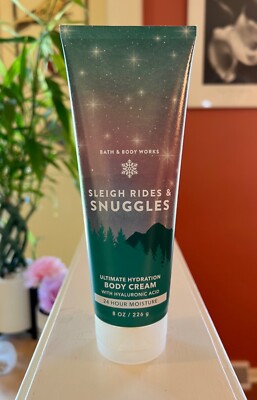 BATH & BODY WORKS
SLEIGH RIDES &
SNUGGLES
ULTIMATE HYDRATION
BODY CREAM
WITH HYALURONIC ACID
24 HOUR MOISTURE
8 OZ / 226 g